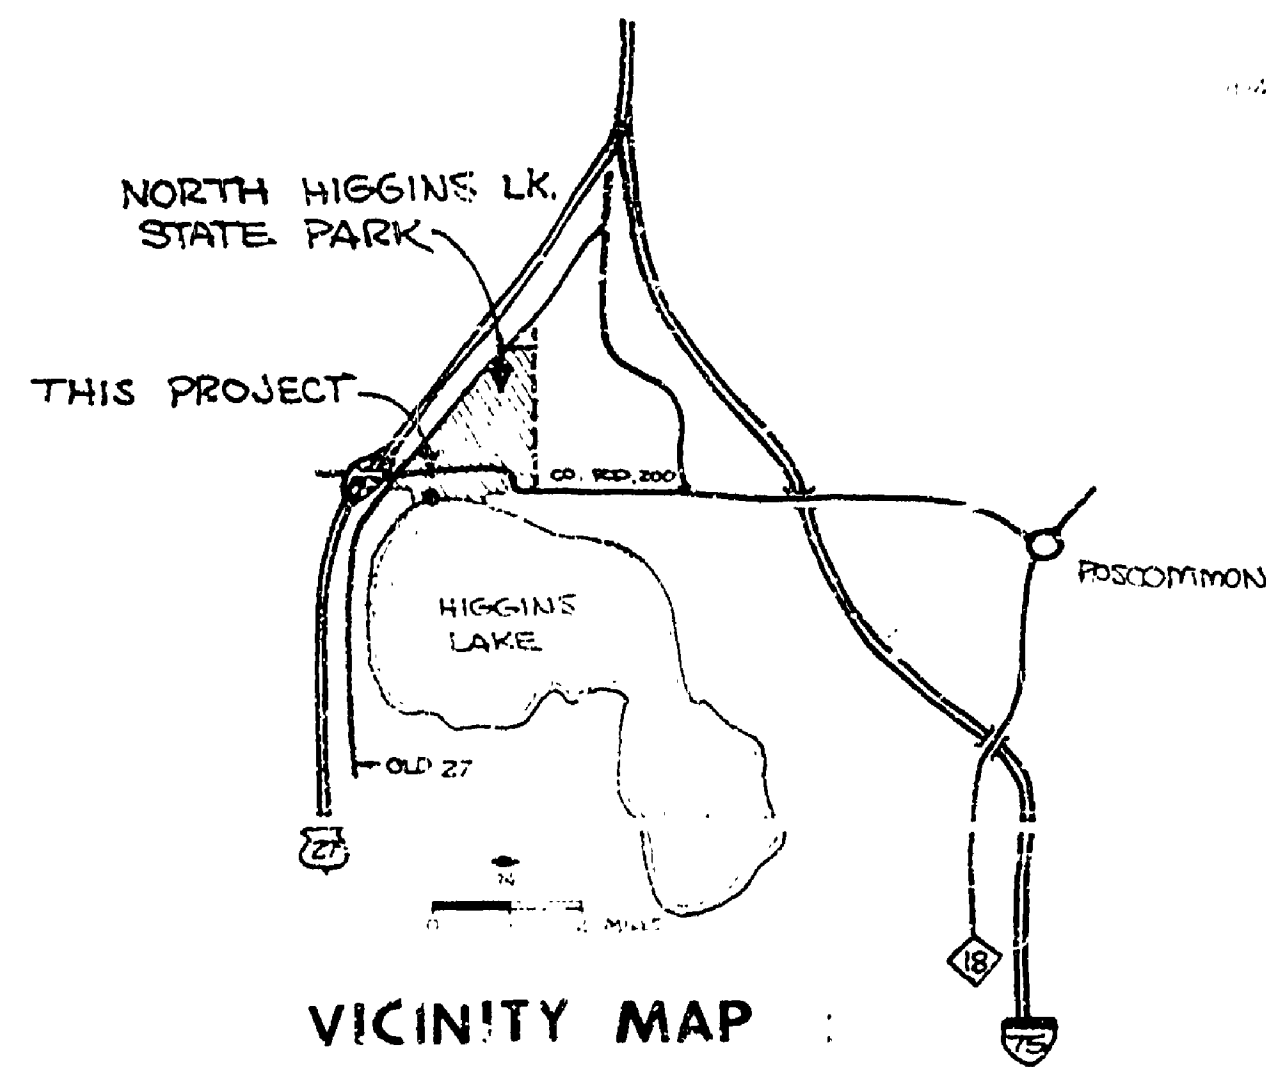 NORTH HIGGINS LK.
STATE PARK
THIS PROJECT
CO. RD. 200
ROSCOMMON
HIGGINS
LAKE
OLD 27
27
N
0
MILES
18
75
VICINITY MAP